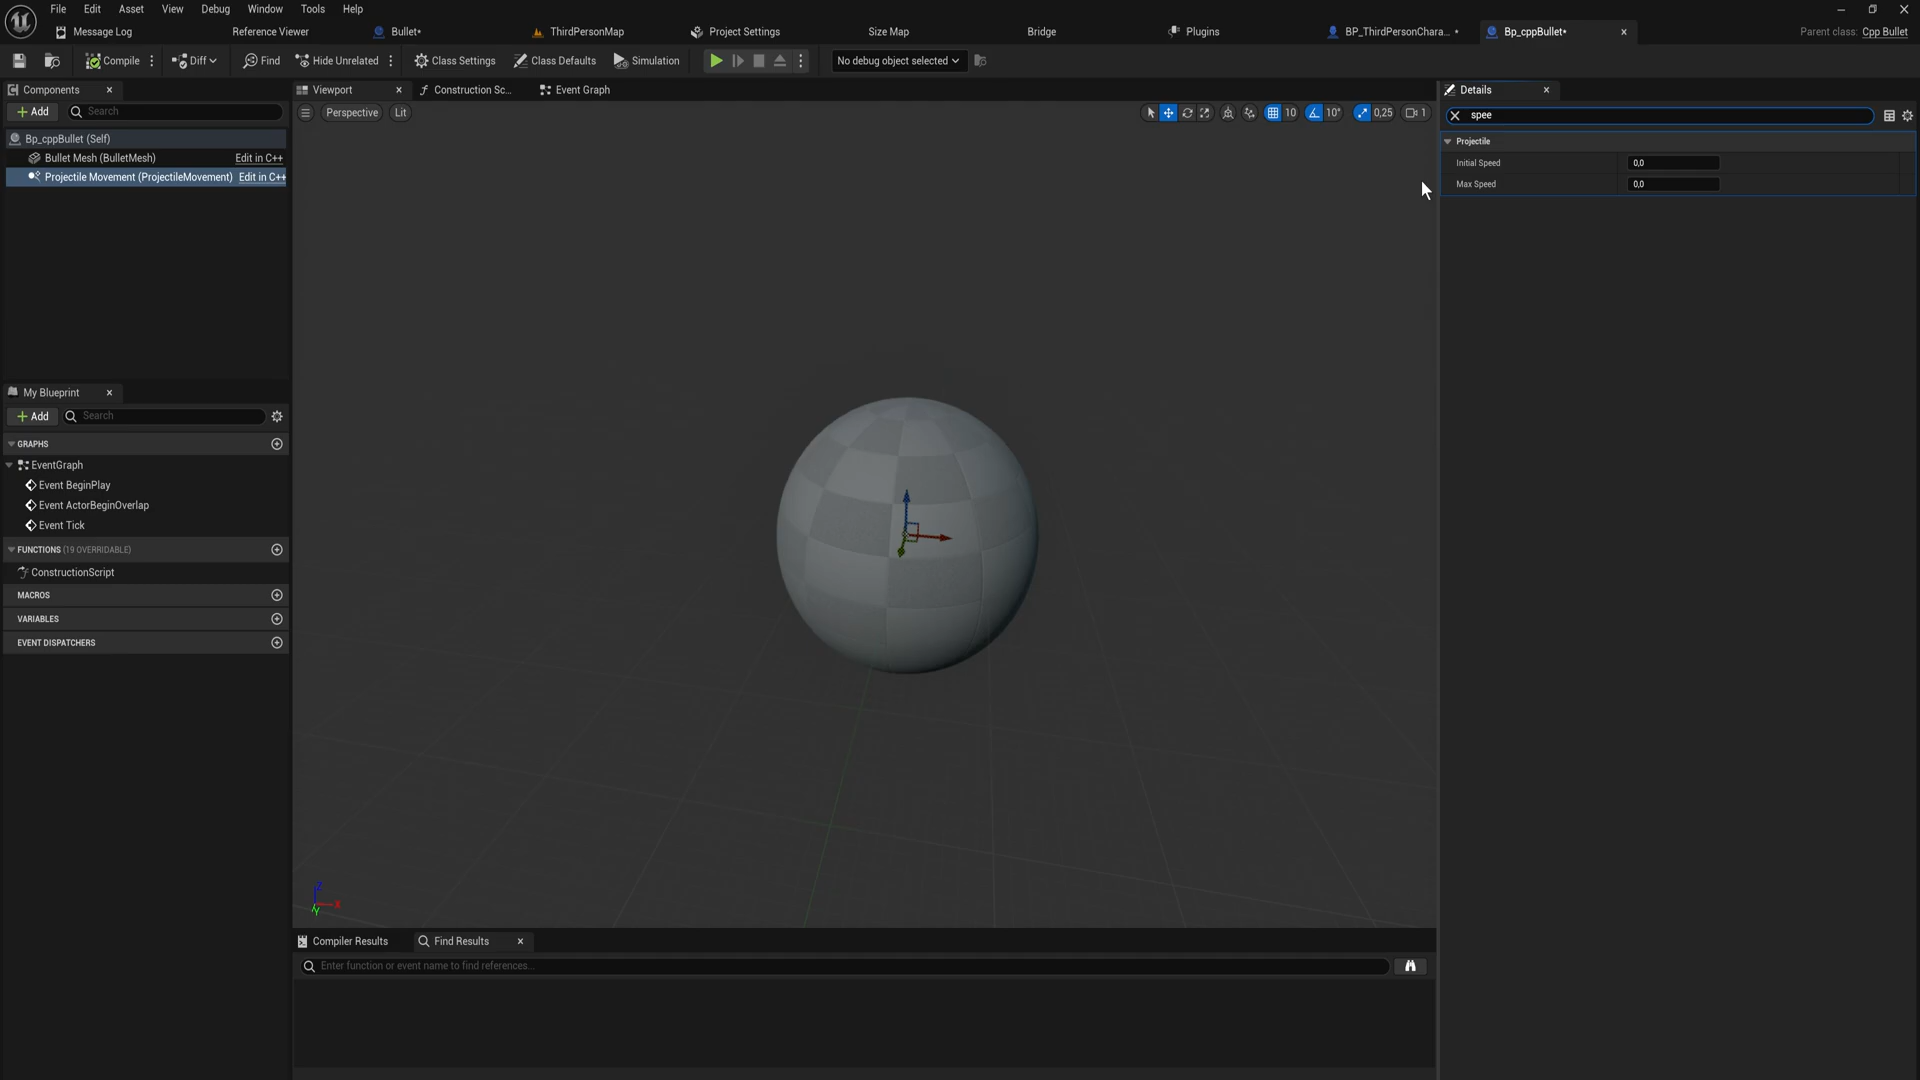 File Edit Asset View Debug Window Tools Help
Message Log Reference Viewer Bullet* ThirdPersonMap Project Settings Size Map Bridge Plugins BP_ThirdPersonChara... * Bp_cppBullet* Parent class: Cpp Bullet
Compile Diff Find Hide Unrelated Class Settings Class Defaults Simulation No debug object selected
Components
Add Search
Bp_cppBullet (Self)
Bullet Mesh (BulletMesh) Edit in C++
Projectile Movement (ProjectileMovement) Edit in C++
My Blueprint
Add Search
GRAPHS
EventGraph
Event BeginPlay
Event ActorBeginOverlap
Event Tick
FUNCTIONS (19 OVERRIDABLE)
ConstructionScript
MACROS
VARIABLES
EVENT DISPATCHERS
Viewport Construction Sc... Event Graph
Perspective Lit 10 10° 0,25 1
Z
X
Y
Compiler Results Find Results
Enter function or event name to find references...
Details
spee
Projectile
Initial Speed 0,0
Max Speed 0,0